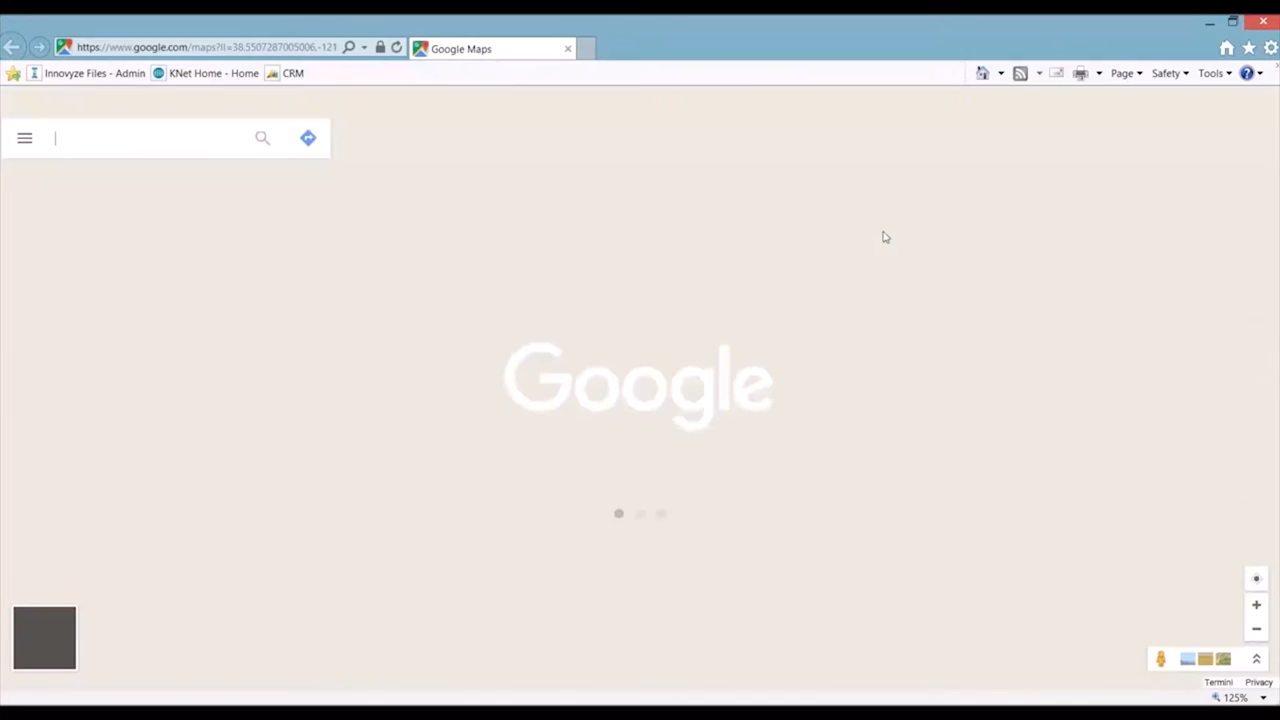 https://www.google.com/maps?ll=38.5507287005006,-121
Google Maps
Innovyze Files - Admin
KNet Home - Home
CRM
Page
Safety
Tools
Google
Termini
Privacy
125%